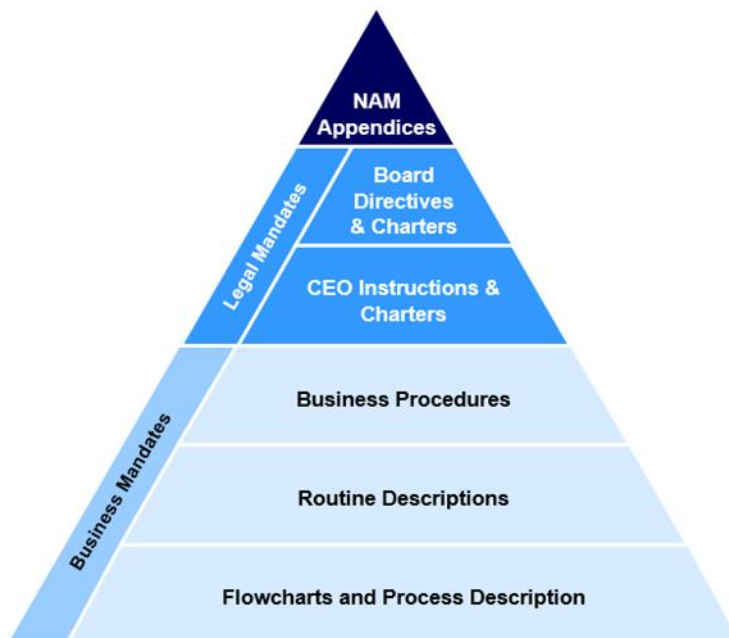 NAM
Appendices
Legal Mandates
Board
Directives
& Charters
CEO Instructions &
Charters
Business Mandates
Business Procedures
Routine Descriptions
Flowcharts and Process Description